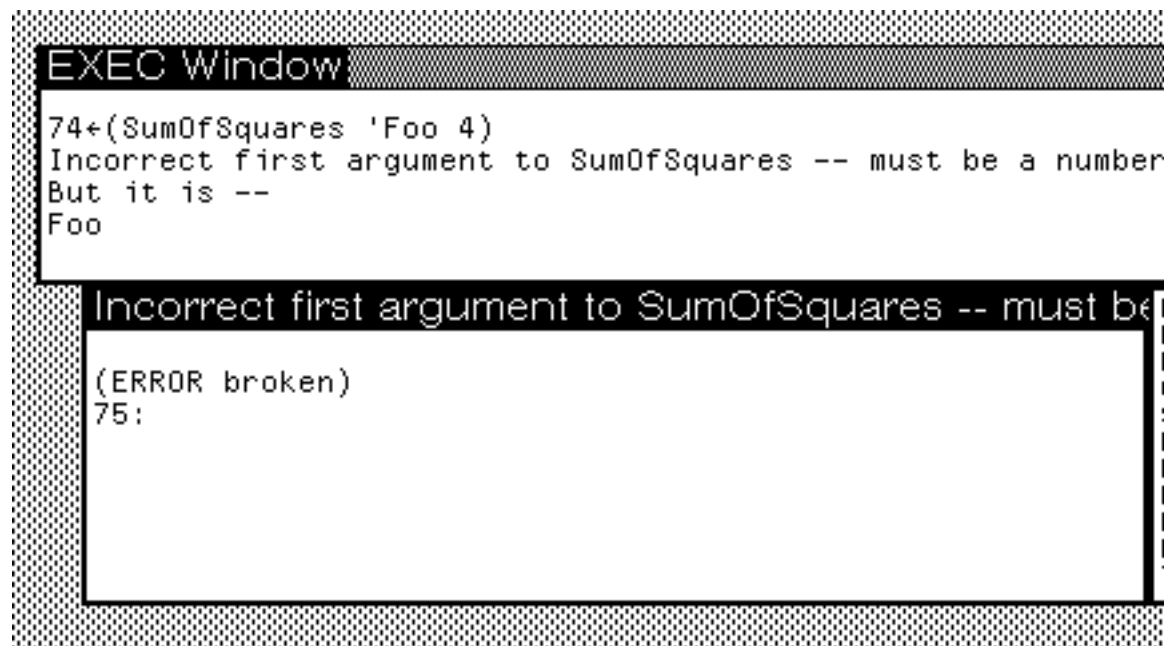 EXEC Window
74←(SumOfSquares 'Foo 4)
Incorrect first argument to SumOfSquares -- must be a number
But it is --
Foo
Incorrect first argument to SumOfSquares -- must be
(ERROR broken)
75: